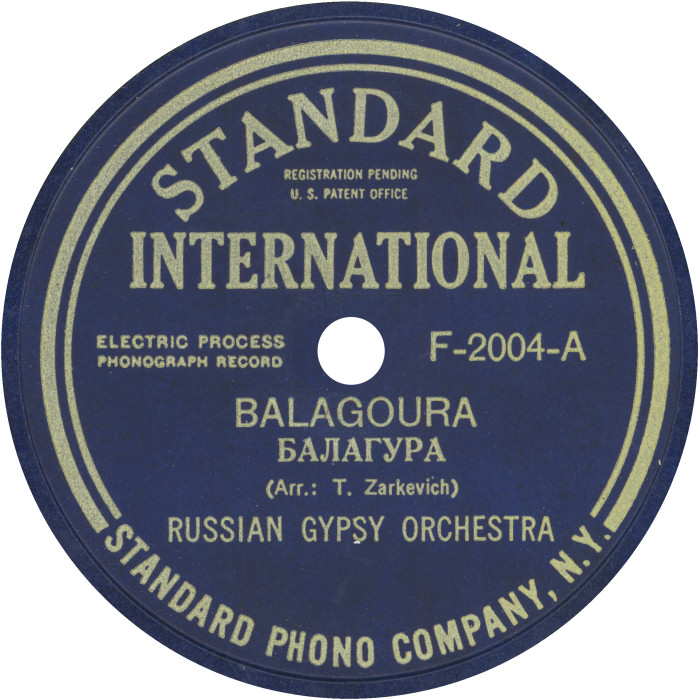 STANDARD
REGISTRATION PENDING
U. S. PATENT OFFICE
INTERNATIONAL
ELECTRIC PROCESS
PHONOGRAPH RECORD
F-2004-A
BALAGOURA
БАЛАГУРА
(Arr.: T. Zarkevich)
RUSSIAN GYPSY ORCHESTRA
STANDARD PHONO COMPANY, N.Y.